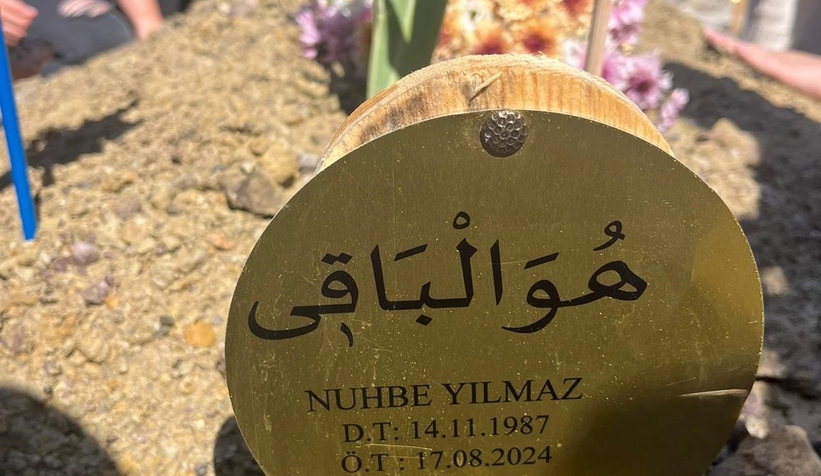 هُوَ الْبَاقِي
NUHBE YILMAZ
D.T: 14.11.1987
Ö.T : 17.08.2024